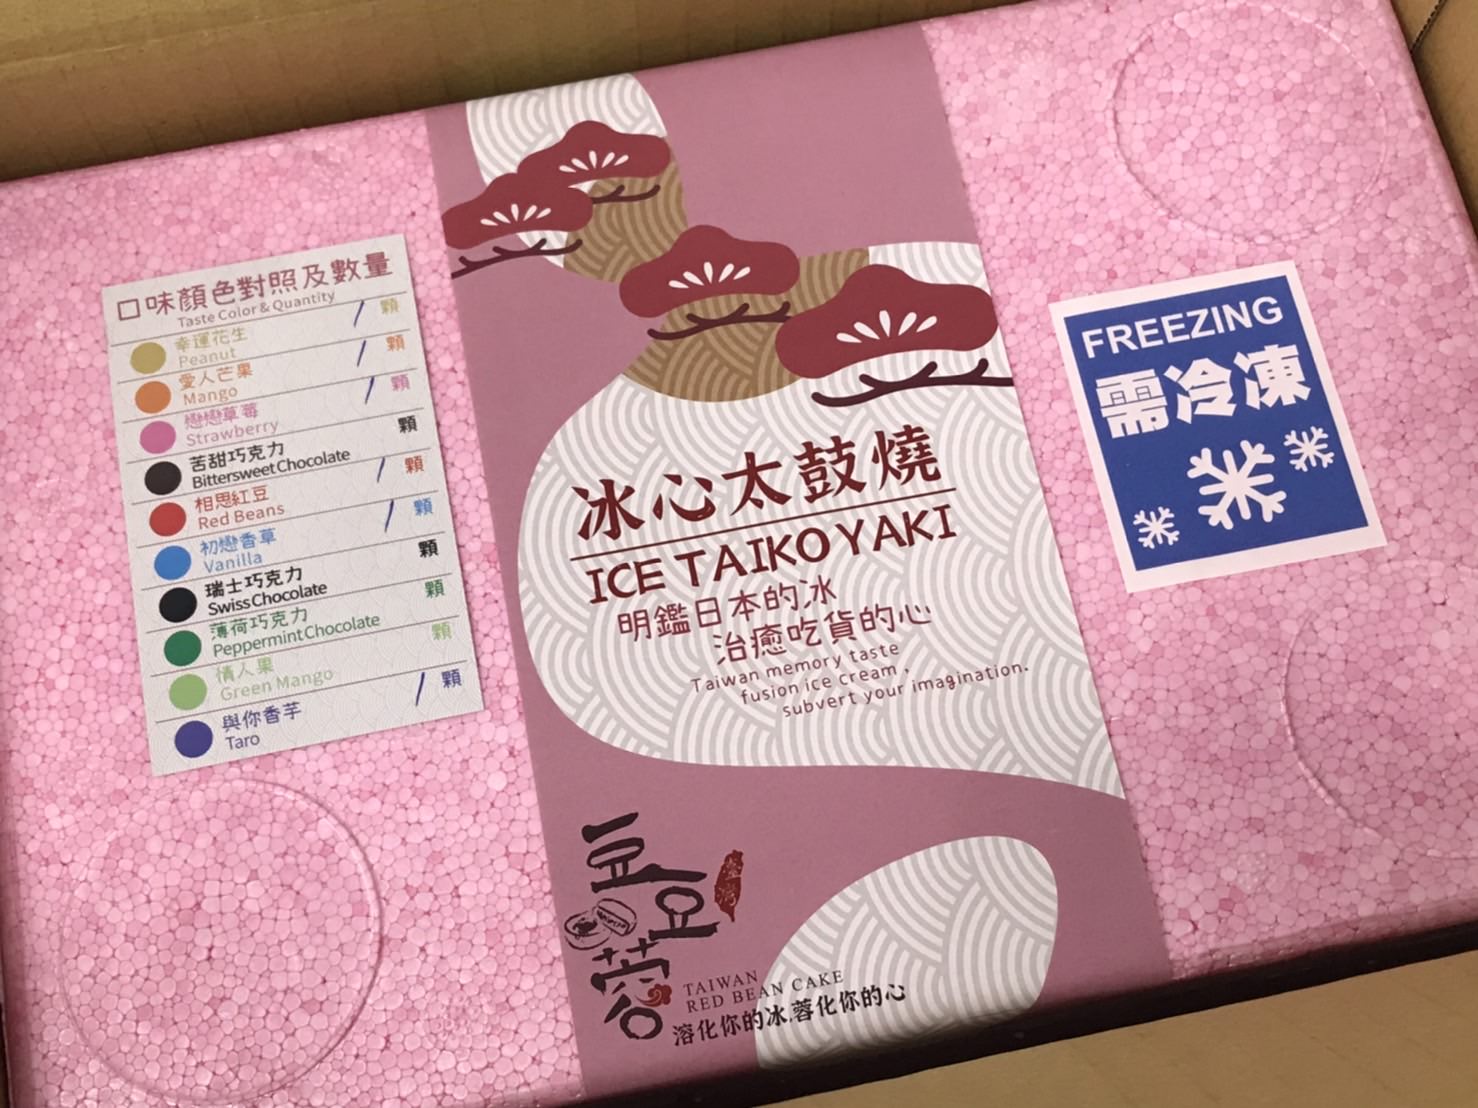 口味顏色對照及數量
Taste Color & Quantity
幸運花生 / 顆
Peanut
愛人芒果 / 顆
Mango
戀戀草莓 / 顆
Strawberry
苦甜巧克力 顆
Bittersweet Chocolate
相思紅豆 / 顆
Red Beans
初戀香草 / 顆
Vanilla
瑞士巧克力 顆
Swiss Chocolate
薄荷巧克力 顆
Peppermint Chocolate
情人果 顆
Green Mango
與你香芋 / 顆
Taro
冰心太鼓燒
ICE TAIKOYAKI
明鑑日本的冰
治癒吃貨的心
Taiwan memory taste
fusion ice cream ,
subvert your imagination.
豆豆蓉
臺灣
TAIWAN
RED BEAN CAKE
溶化你的冰.蓉化你的心
FREEZING
需冷凍